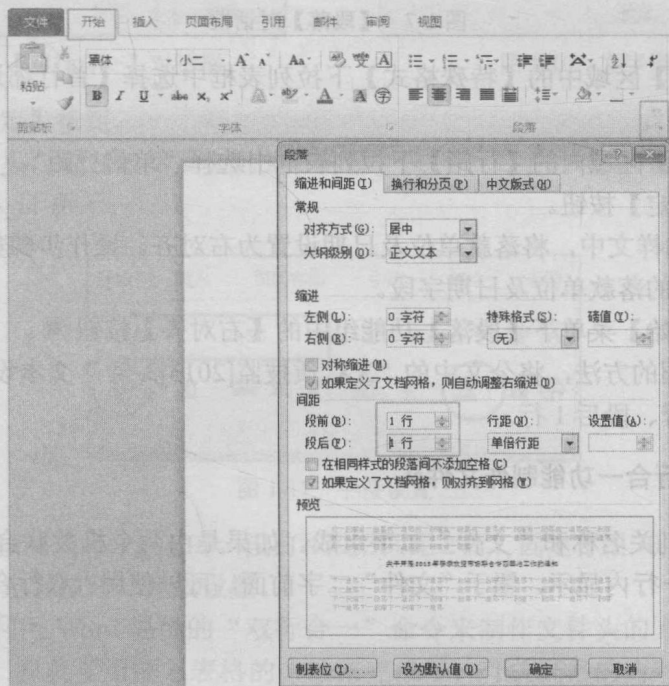 文件 开始 插入 页面布局 引用 邮件 审阅 视图
黑体 小二 A A Aa 变 A
粘贴 B I U abc x₂ x² A A A 字
剪贴板 字体 段落
段落
缩进和间距(I) 换行和分页(P) 中文版式(H)
常规
对齐方式(G): 居中
大纲级别(O): 正文文本
缩进
左侧(L): 0 字符 特殊格式(S): 磅值(Y):
右侧(R): 0 字符 (无)
对称缩进(M)
如果定义了文档网格，则自动调整右缩进(D)
间距
段前(B): 1 行 行距(N): 设置值(A):
段后(F): 1 行 单倍行距
在相同样式的段落间不添加空格(C)
如果定义了文档网格，则对齐到网格(W)
预览
制表位(T)... 设为默认值(D) 确定 取消